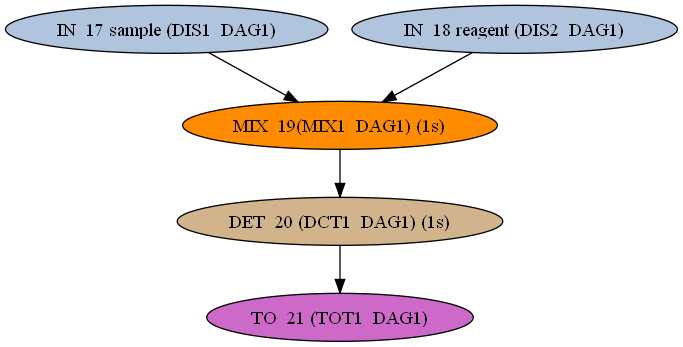 IN 17 sample (DIS1 DAG1)
IN 18 reagent (DIS2 DAG1)
MIX 19(MIX1 DAG1) (1s)
DET 20 (DCT1 DAG1) (1s)
TO 21 (TOT1 DAG1)